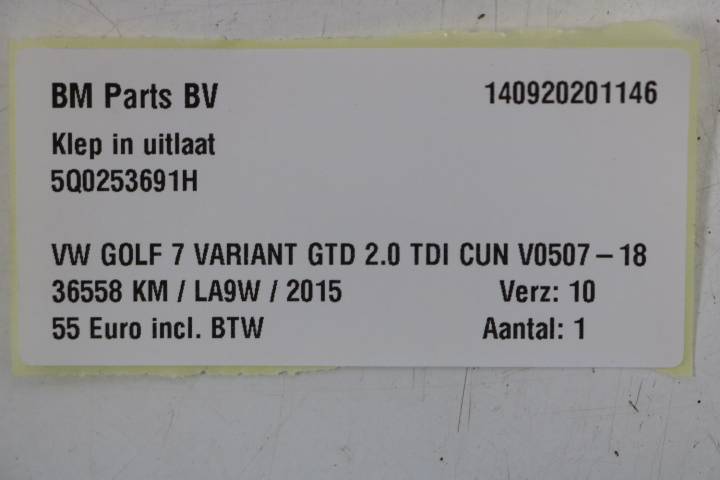 BM Parts BV 140920201146
Klep in uitlaat
5Q0253691H
VW GOLF 7 VARIANT GTD 2.0 TDI CUN V0507 – 18
36558 KM / LA9W / 2015 Verz: 10
55 Euro incl. BTW Aantal: 1